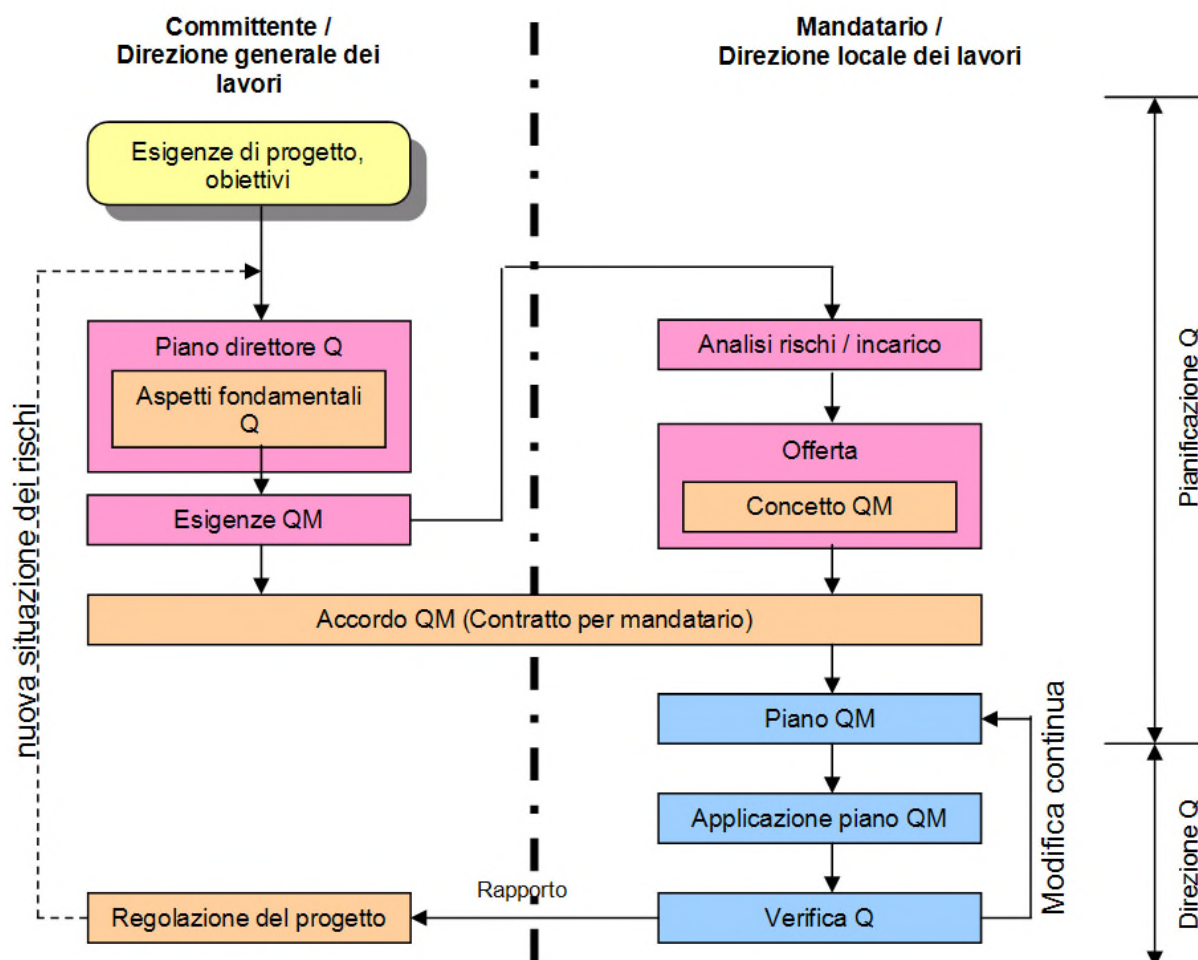 Committente /
Direzione generale dei
lavori
Mandatario /
Direzione locale dei lavori
Esigenze di progetto,
obiettivi
Piano direttore Q
Aspetti fondamentali
Q
Esigenze QM
Analisi rischi / incarico
Offerta
Concetto QM
Accordo QM (Contratto per mandatario)
Piano QM
Applicazione piano QM
Verifica Q
Rapporto
Regolazione del progetto
nuova situazione dei rischi
Modifica continua
Pianificazione Q
Direzione Q